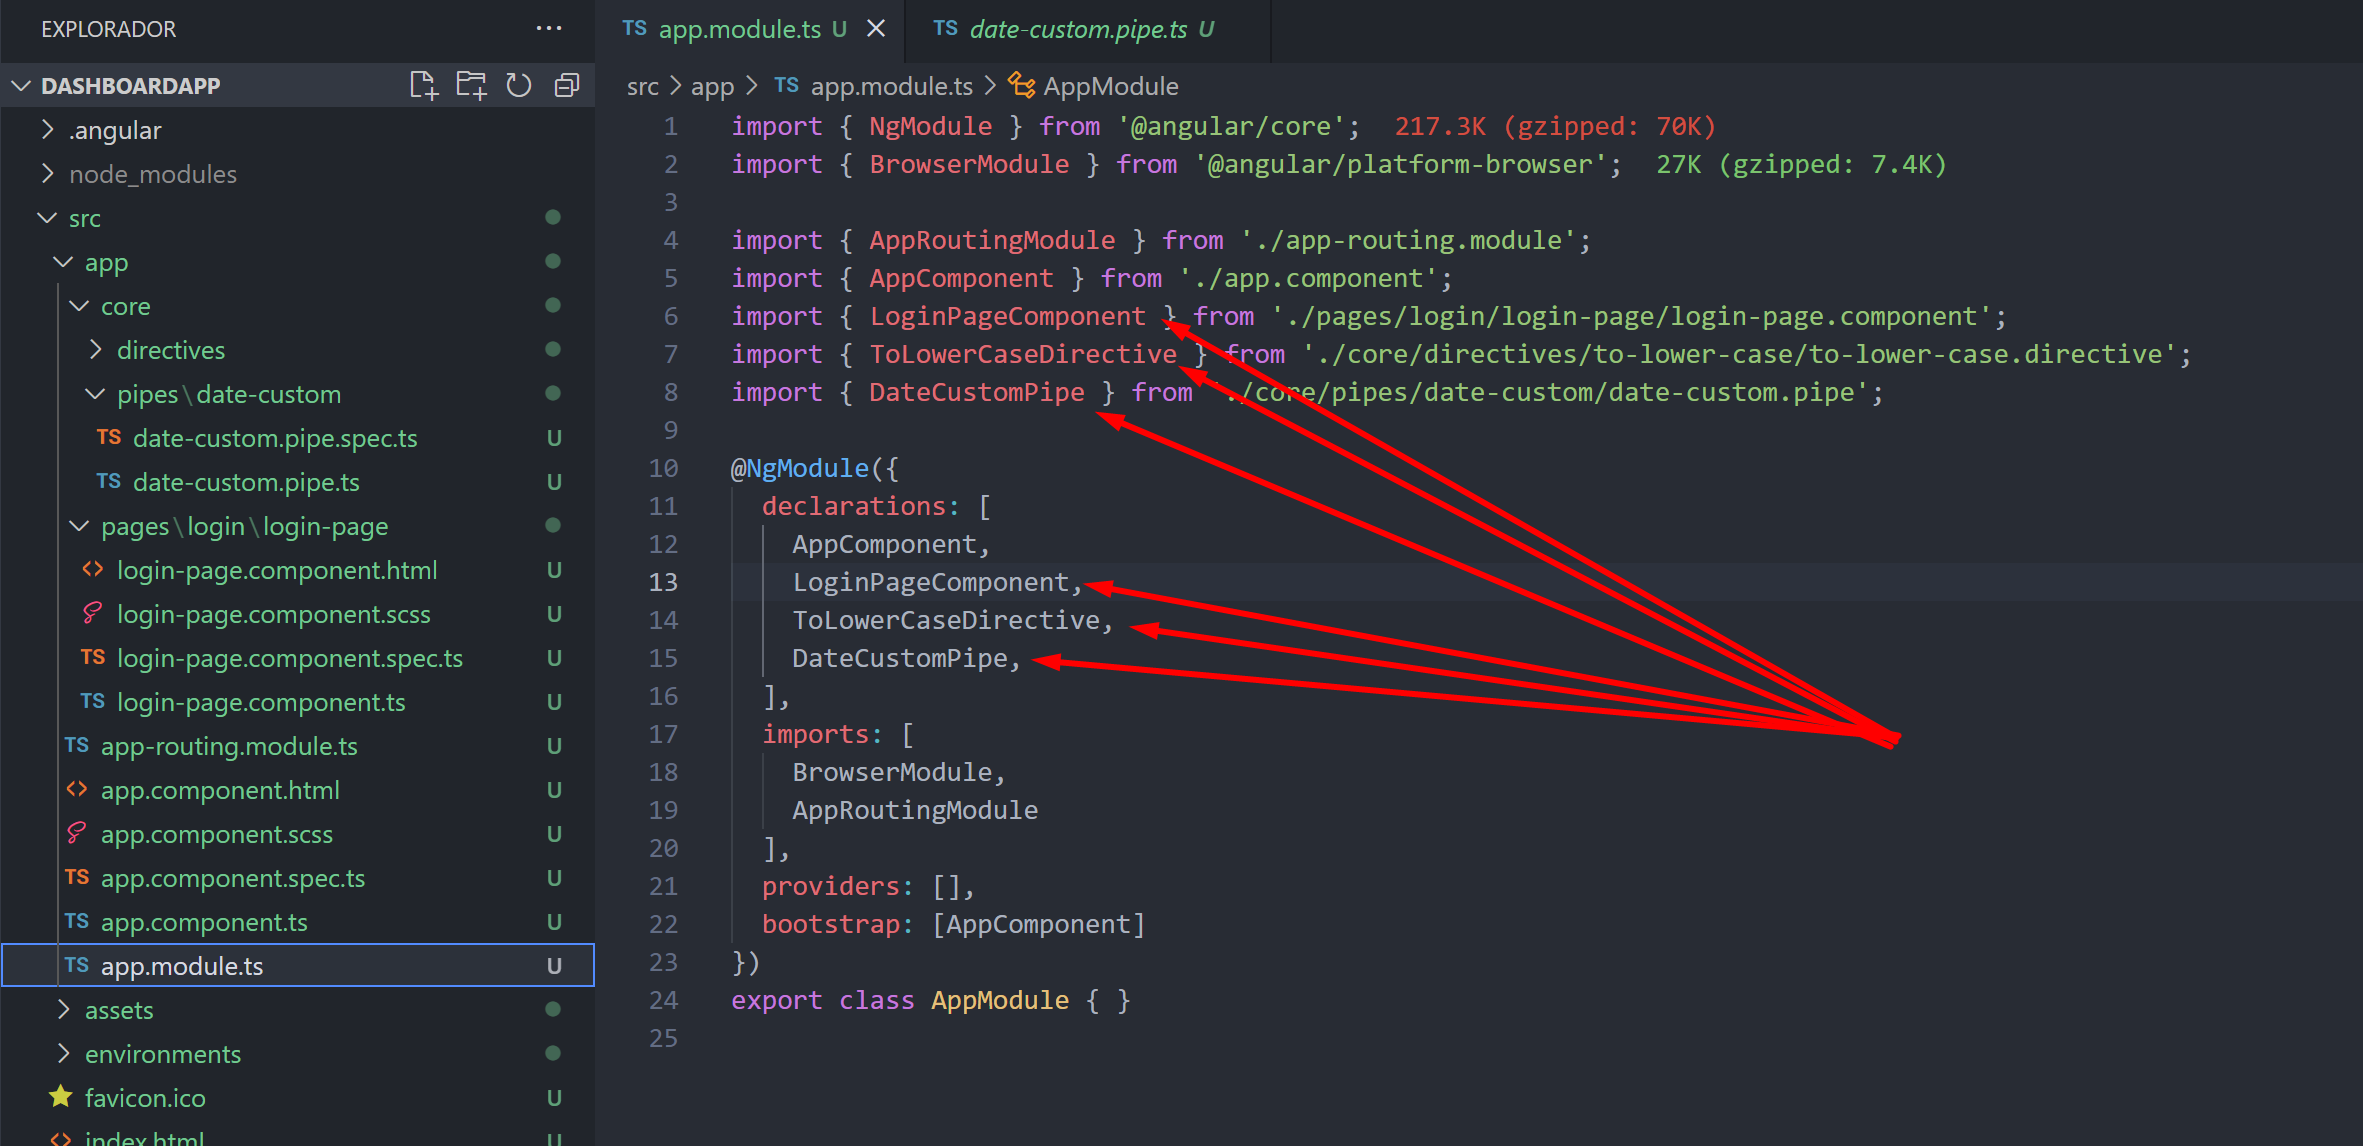 EXPLORADOR
DASHBOARDAPP
.angular
node_modules
src
app
core
directives
pipes\date-custom
TS date-custom.pipe.spec.ts U
TS date-custom.pipe.ts U
pages\login\login-page
<> login-page.component.html U
login-page.component.scss U
TS login-page.component.spec.ts U
TS login-page.component.ts U
TS app-routing.module.ts U
<> app.component.html U
app.component.scss U
TS app.component.spec.ts U
TS app.component.ts U
TS app.module.ts U
assets
environments
favicon.ico U
<> index.html U
TS app.module.ts U
TS date-custom.pipe.ts U
src > app > TS app.module.ts > AppModule
1 import { NgModule } from '@angular/core'; 217.3K (gzipped: 70K)
2 import { BrowserModule } from '@angular/platform-browser'; 27K (gzipped: 7.4K)
3
4 import { AppRoutingModule } from './app-routing.module';
5 import { AppComponent } from './app.component';
6 import { LoginPageComponent } from './pages/login/login-page/login-page.component';
7 import { ToLowerCaseDirective } from './core/directives/to-lower-case/to-lower-case.directive';
8 import { DateCustomPipe } from './core/pipes/date-custom/date-custom.pipe';
9
10 @NgModule({
11 declarations: [
12 AppComponent,
13 LoginPageComponent,
14 ToLowerCaseDirective,
15 DateCustomPipe,
16 ],
17 imports: [
18 BrowserModule,
19 AppRoutingModule
20 ],
21 providers: [],
22 bootstrap: [AppComponent]
23 })
24 export class AppModule { }
25